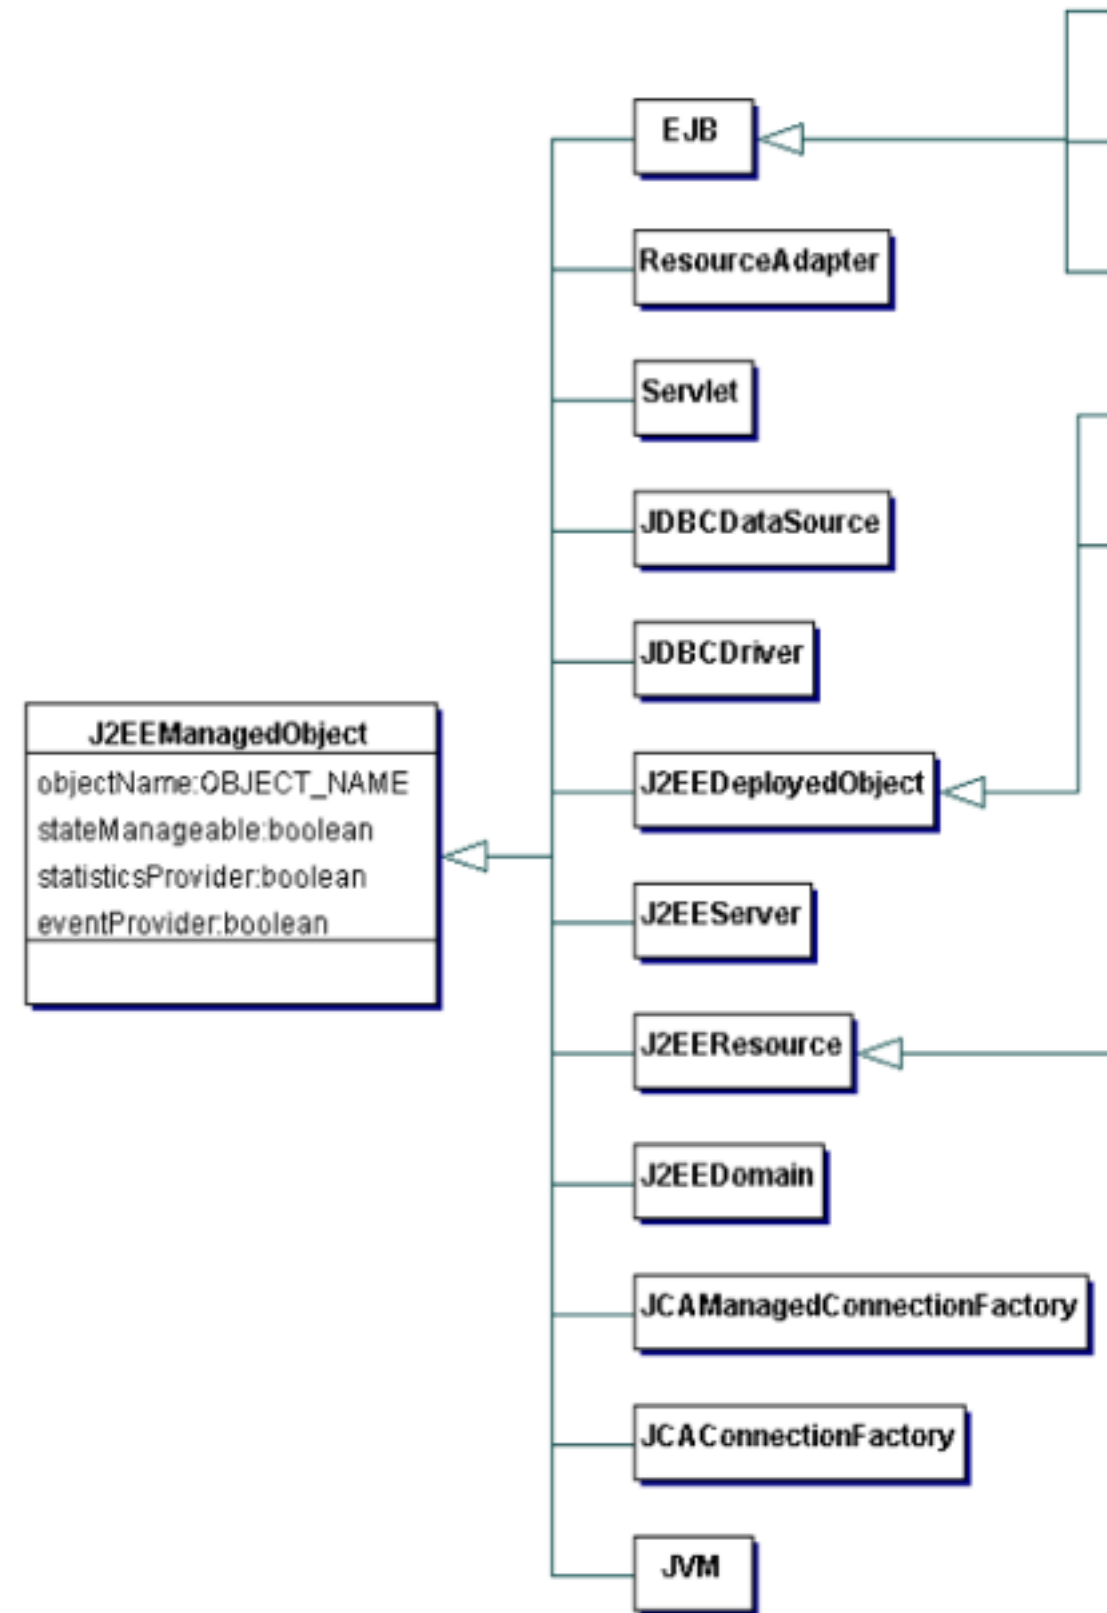 EJB
ResourceAdapter
Servlet
JDBCDataSource
JDBCDriver
J2EEManagedObject
objectName:OBJECT_NAME
stateManageable:boolean
statisticsProvider:boolean
eventProvider:boolean
J2EEDeployedObject
J2EEServer
J2EEResource
J2EEDomain
JCAManagedConnectionFactory
JCAConnectionFactory
JVM